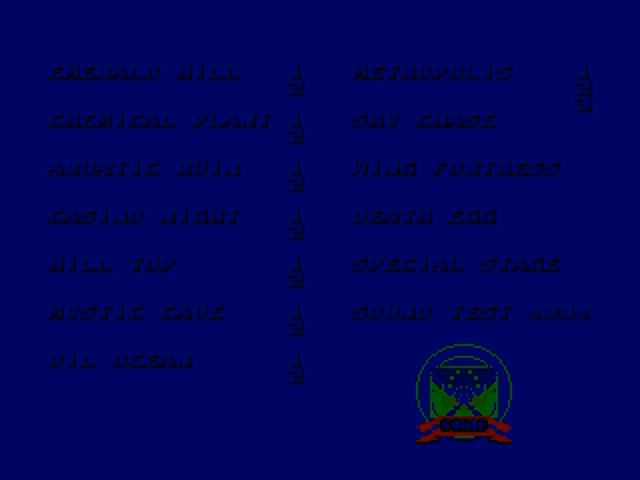 EMERALD HILL 1
2
CHEMICAL PLANT 1
2
AQUATIC RUIN 1
2
CASINO NIGHT 1
2
HILL TOP 1
2
MYSTIC CAVE 1
2
OIL OCEAN 1
2
METROPOLIS 1
2
3
SKY CHASE
WING FORTRESS
DEATH EGG
SPECIAL STAGE
SOUND TEST
SONIC